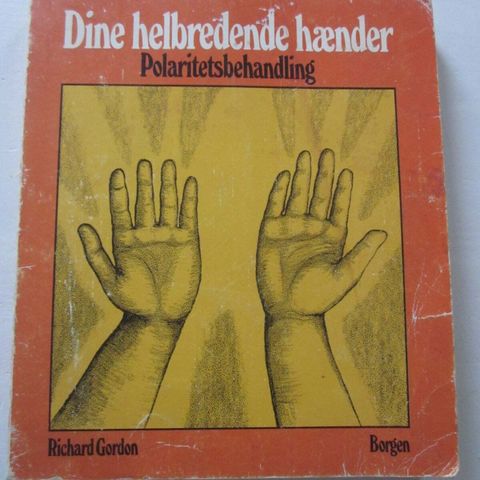 Dine helbredende hænder
Polaritetsbehandling
Richard Gordon
Borgen